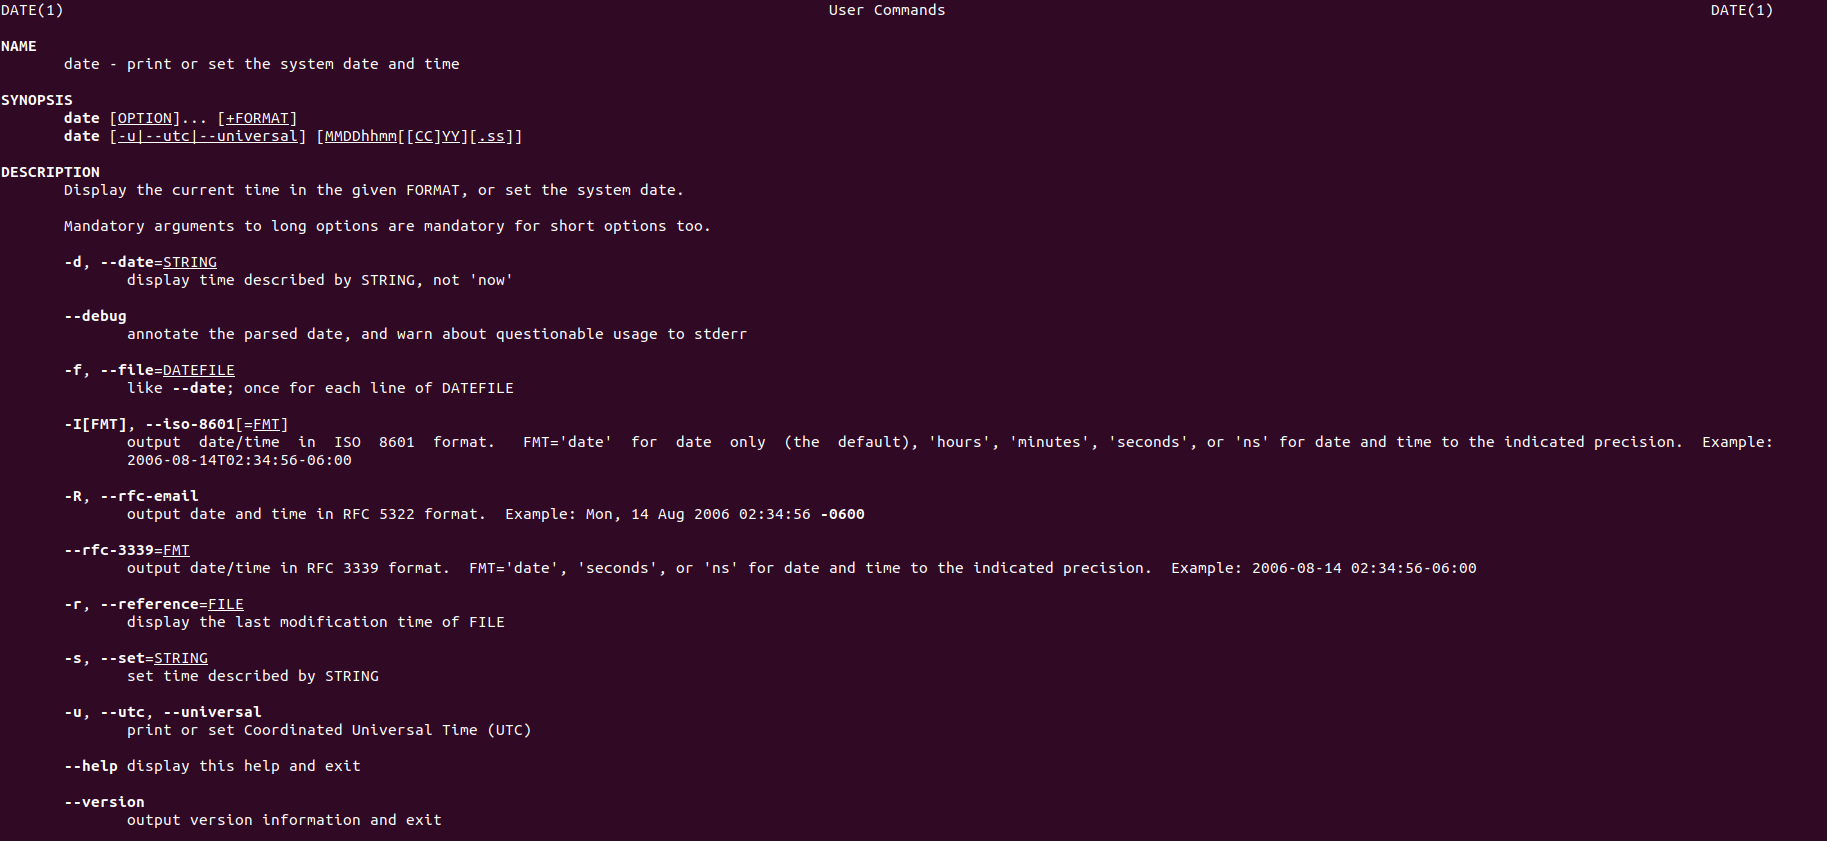 DATE(1) User Commands DATE(1)
NAME
date - print or set the system date and time
SYNOPSIS
date [OPTION]... [+FORMAT]
date [-u|--utc|--universal] [MMDDhhmm[[CC]YY][.ss]]
DESCRIPTION
Display the current time in the given FORMAT, or set the system date.
Mandatory arguments to long options are mandatory for short options too.
-d, --date=STRING
display time described by STRING, not 'now'
--debug
annotate the parsed date, and warn about questionable usage to stderr
-f, --file=DATEFILE
like --date; once for each line of DATEFILE
-I[FMT], --iso-8601[=FMT]
output date/time in ISO 8601 format. FMT='date' for date only (the default), 'hours', 'minutes', 'seconds', or 'ns' for date and time to the indicated precision. Example:
2006-08-14T02:34:56-06:00
-R, --rfc-email
output date and time in RFC 5322 format. Example: Mon, 14 Aug 2006 02:34:56 -0600
--rfc-3339=FMT
output date/time in RFC 3339 format. FMT='date', 'seconds', or 'ns' for date and time to the indicated precision. Example: 2006-08-14 02:34:56-06:00
-r, --reference=FILE
display the last modification time of FILE
-s, --set=STRING
set time described by STRING
-u, --utc, --universal
print or set Coordinated Universal Time (UTC)
--help display this help and exit
--version
output version information and exit